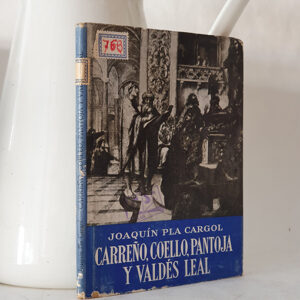 768
JOAQUÍN PLA CARGOL
CARREÑO, COELLO, PANTOJA
Y VALDÉS LEAL